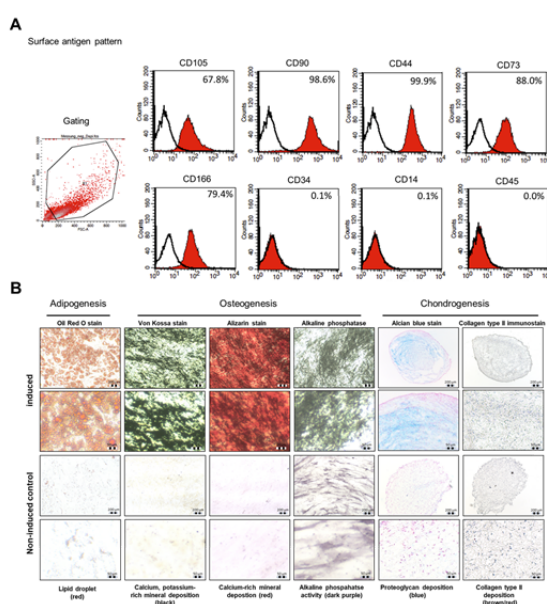 A
Surface antigen pattern
Gating
CD105
67.8%
CD90
98.6%
CD44
99.9%
CD73
88.0%
CD166
79.4%
CD34
0.1%
CD14
0.1%
CD45
0.0%
Counts
B
Adipogenesis
Osteogenesis
Chondrogenesis
Oil Red O stain
Von Kossa stain
Alizarin stain
Alkaline phosphatase
Alcian blue stain
Collagen type II immunostain
induced
Non-induced control
Lipid droplet
(red)
Calcium, potassium-
rich mineral deposition
(black)
Calcium-rich mineral
depostion (red)
Alkaline phosphatse
activity (dark purple)
Proteoglycan deposition
(blue)
Collagen type II
deposition
(brown/red)